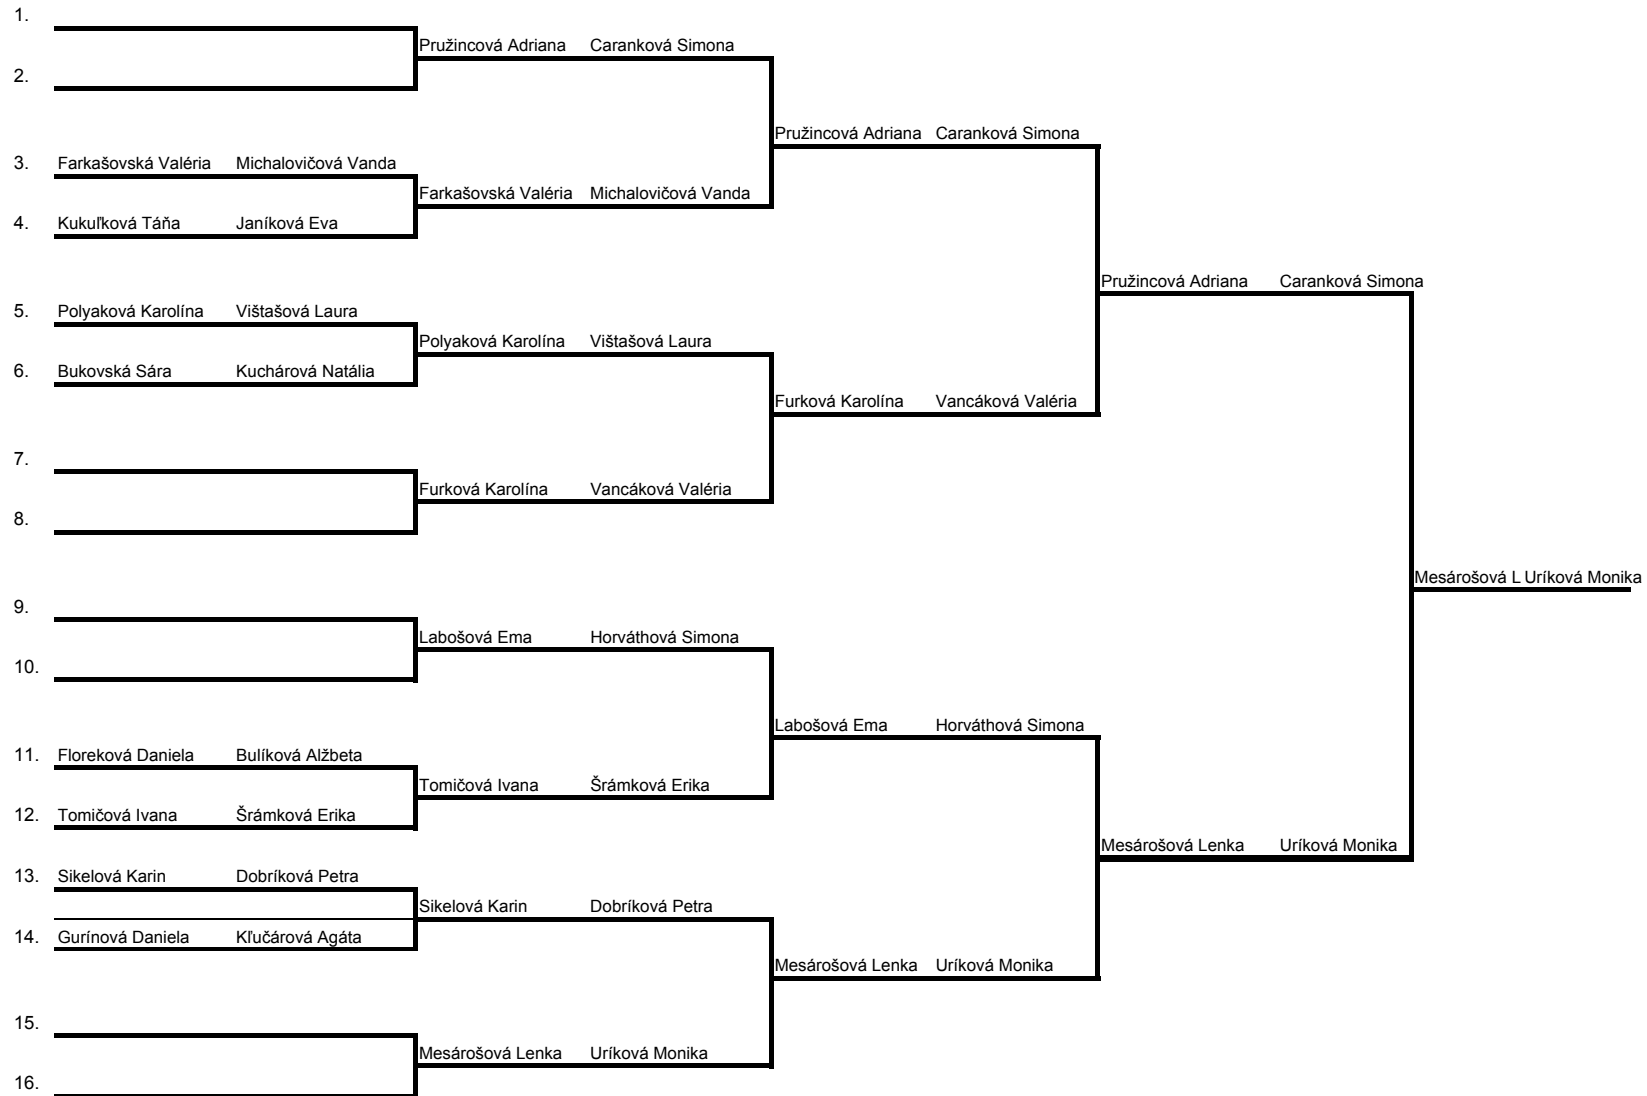 1.
Pružincová Adriana Caranková Simona
2.
Pružincová Adriana Caranková Simona
3. Farkašovská Valéria Michalovičová Vanda
Farkašovská Valéria Michalovičová Vanda
4. Kukuľková Táňa Janíková Eva
Pružincová Adriana Caranková Simona
5. Polyaková Karolína Vištašová Laura
Polyaková Karolína Vištašová Laura
6. Bukovská Sára Kuchárová Natália
Furková Karolína Vancáková Valéria
7.
Furková Karolína Vancáková Valéria
8.
Mesárošová L Uríková Monika
9.
Labošová Ema Horváthová Simona
10.
Labošová Ema Horváthová Simona
11. Floreková Daniela Bulíková Alžbeta
Tomičová Ivana Šrámková Erika
12. Tomičová Ivana Šrámková Erika
Mesárošová Lenka Uríková Monika
13. Sikelová Karin Dobríková Petra
Sikelová Karin Dobríková Petra
14. Gurínová Daniela Kľučárová Agáta
Mesárošová Lenka Uríková Monika
15.
Mesárošová Lenka Uríková Monika
16.